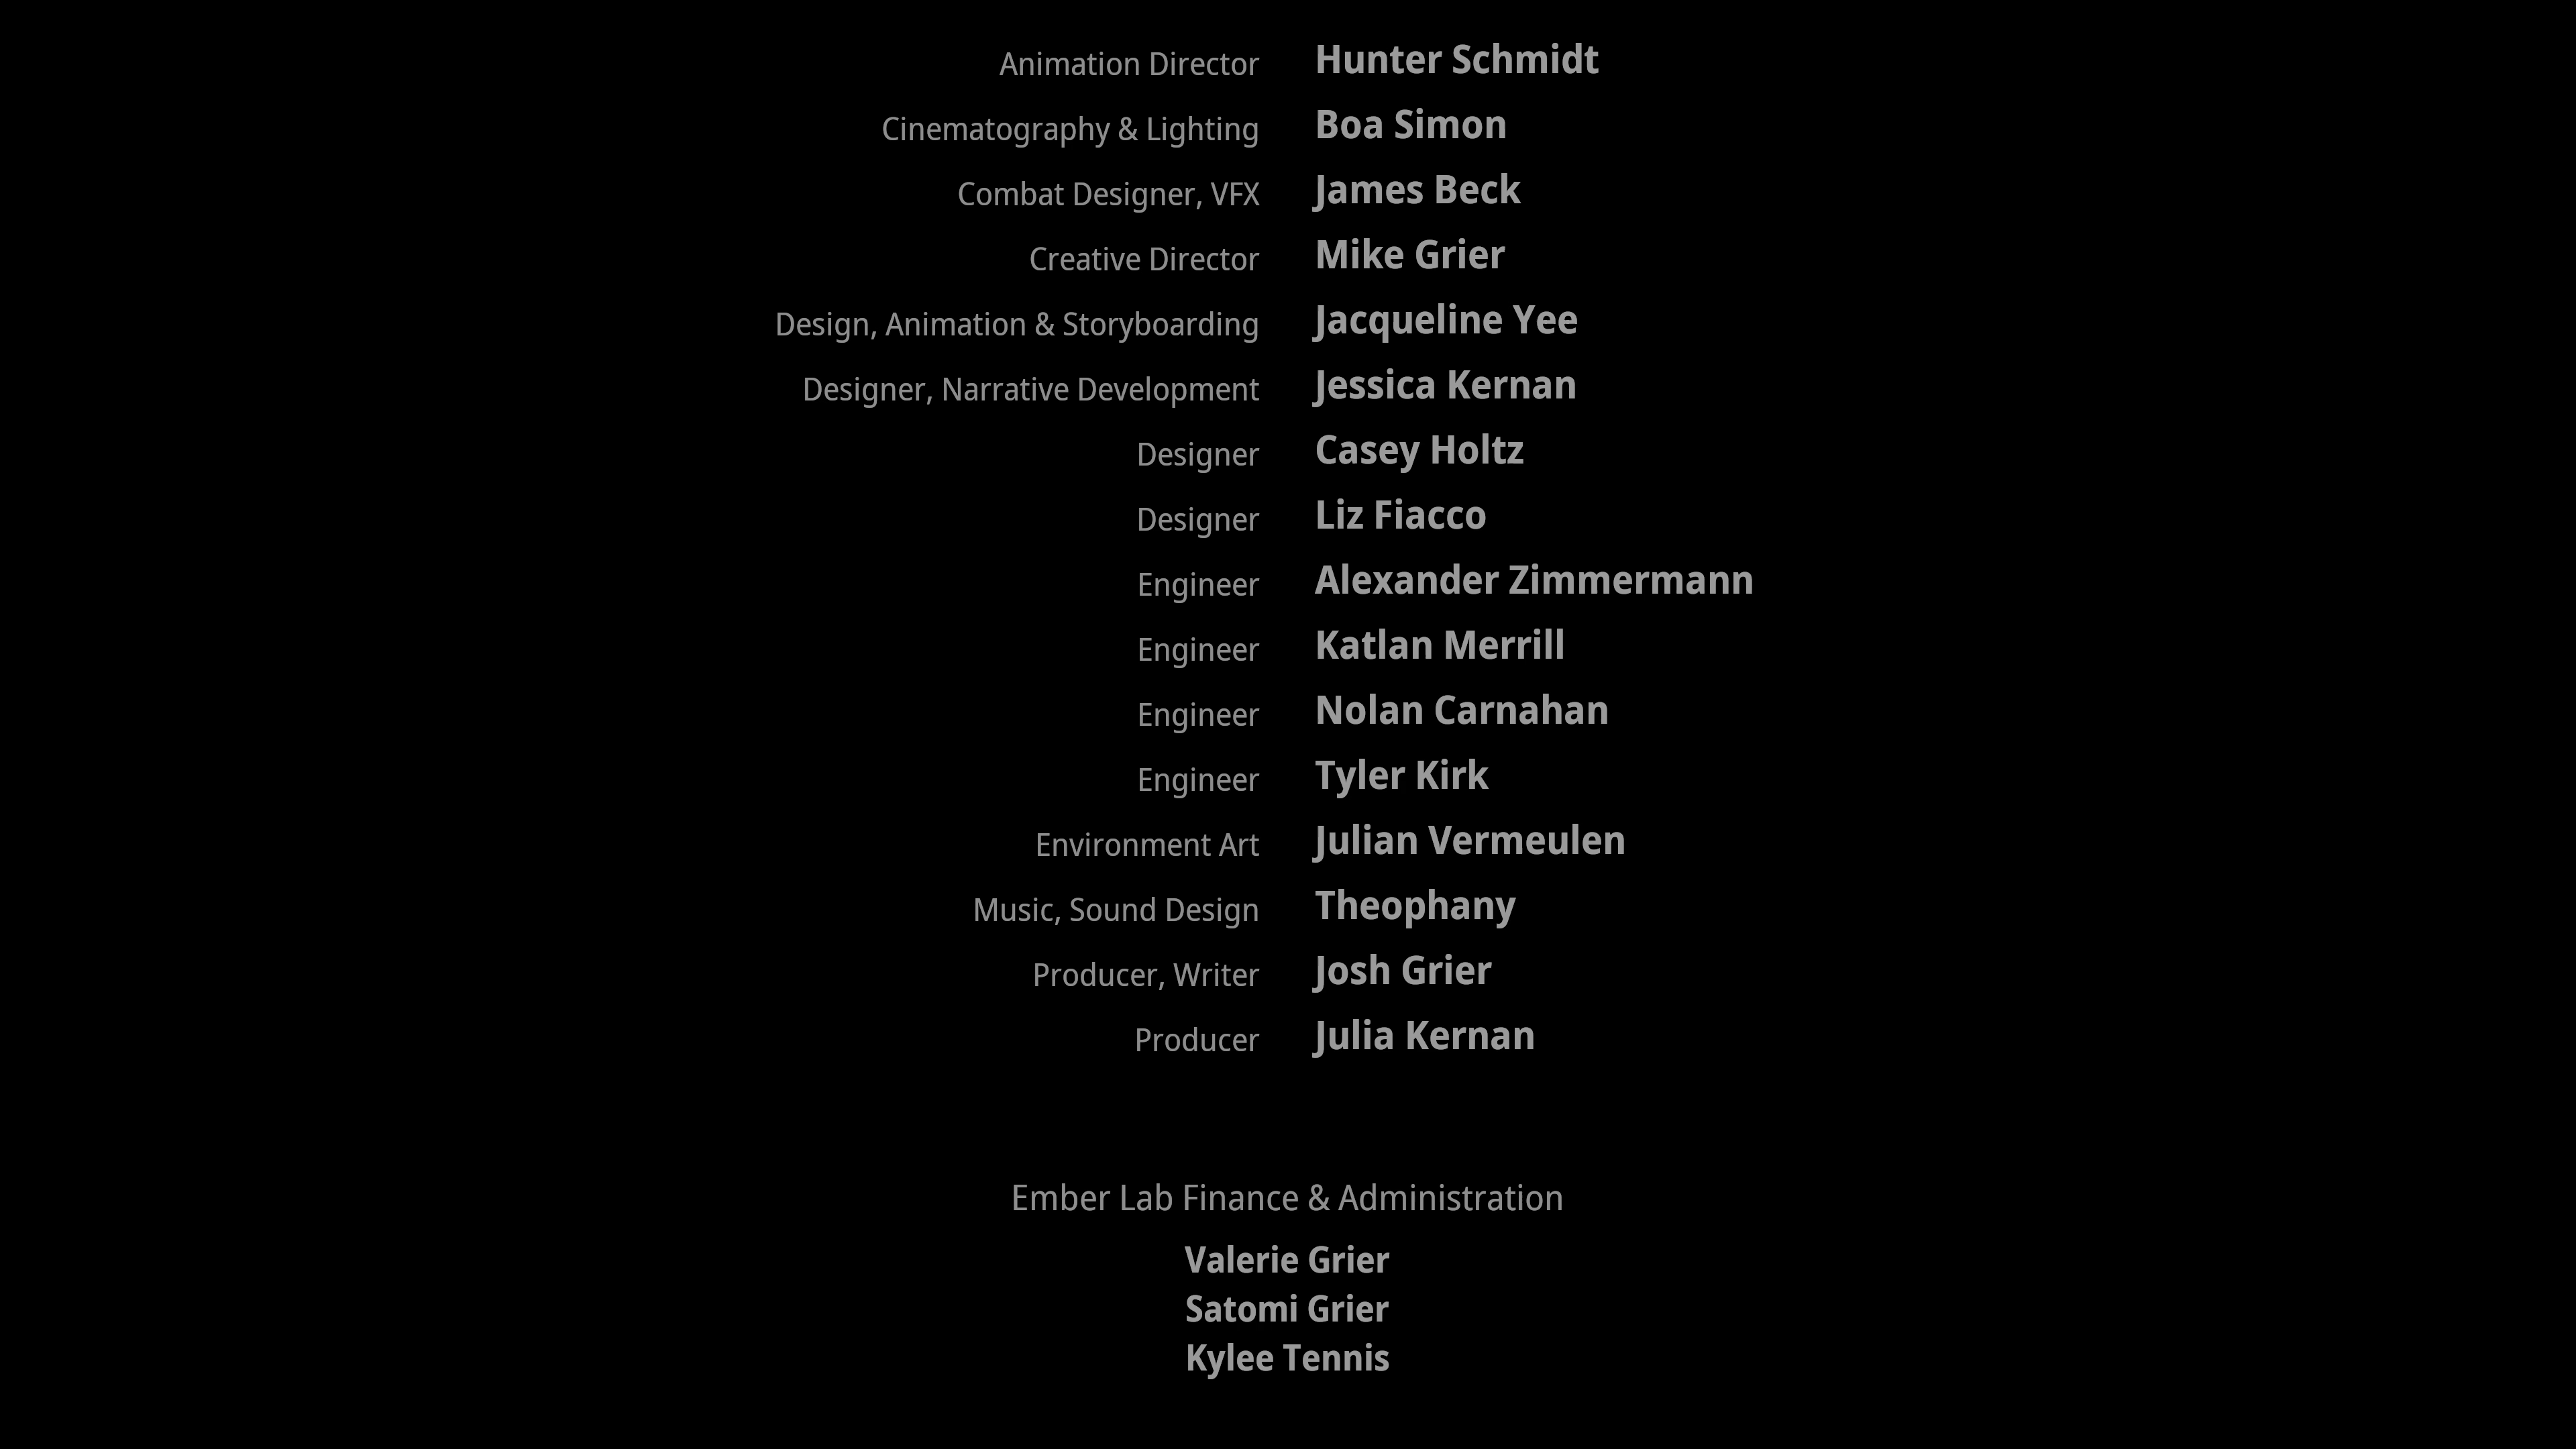 Animation Director Hunter Schmidt
Cinematography & Lighting Boa Simon
Combat Designer, VFX James Beck
Creative Director Mike Grier
Design, Animation & Storyboarding Jacqueline Yee
Designer, Narrative Development Jessica Kernan
Designer Casey Holtz
Designer Liz Fiacco
Engineer Alexander Zimmermann
Engineer Katlan Merrill
Engineer Nolan Carnahan
Engineer Tyler Kirk
Environment Art Julian Vermeulen
Music, Sound Design Theophany
Producer, Writer Josh Grier
Producer Julia Kernan
Ember Lab Finance & Administration
Valerie Grier
Satomi Grier
Kylee Tennis